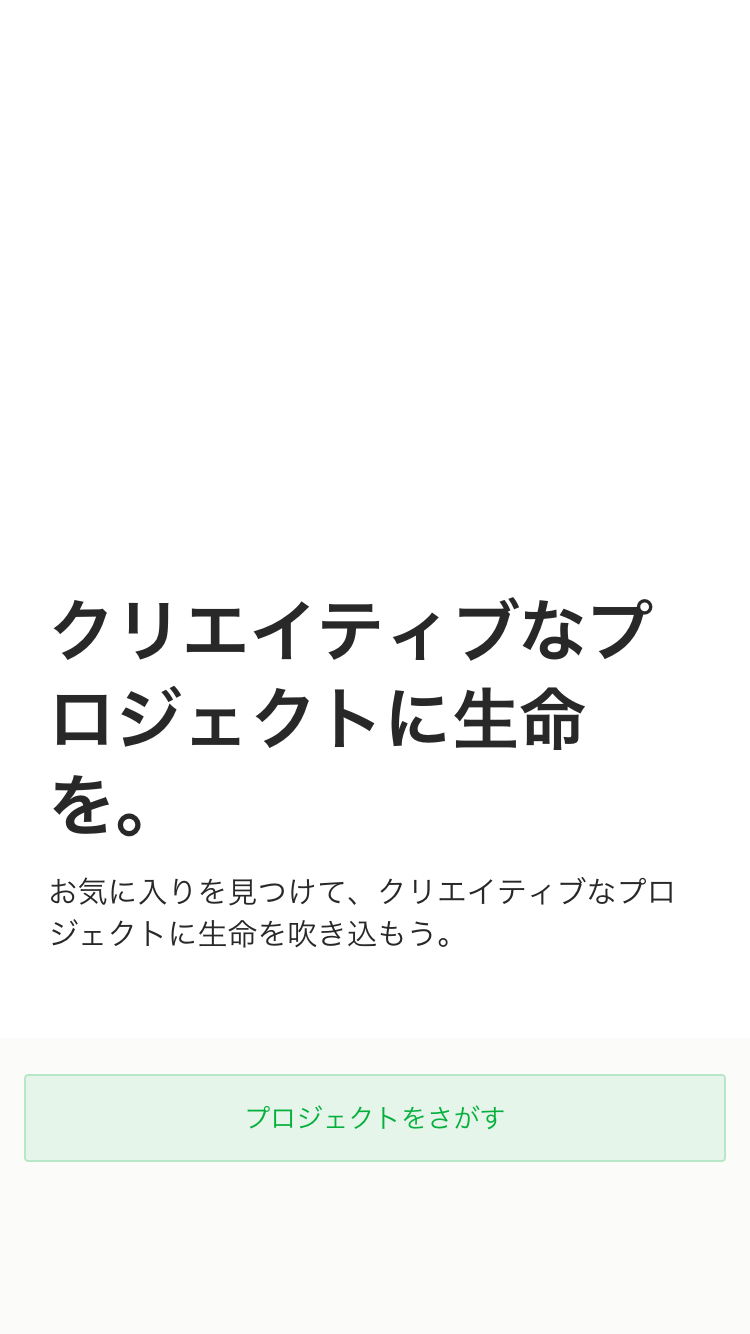 クリエイティブなプ
ロジェクトに生命
を。
お気に入りを見つけて、クリエイティブなプロ
ジェクトに生命を吹き込もう。
プロジェクトをさがす